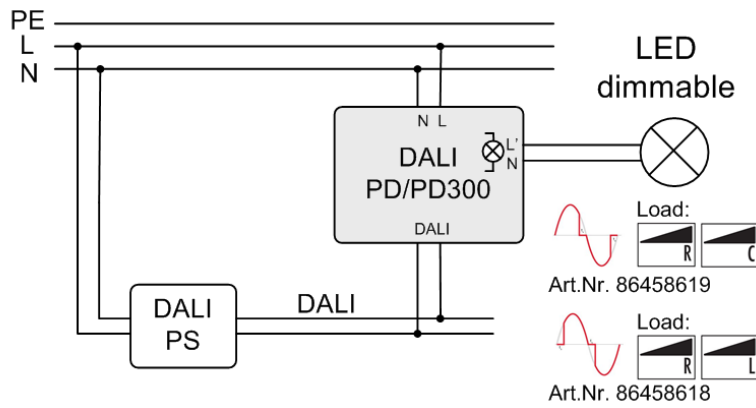 PE
L
N
LED
dimmable
N L
DALI
PD/PD300
L'
N
DALI
Load:
R C
Art.Nr. 86458619
DALI
PS
DALI
Load:
R L
Art.Nr. 86458618